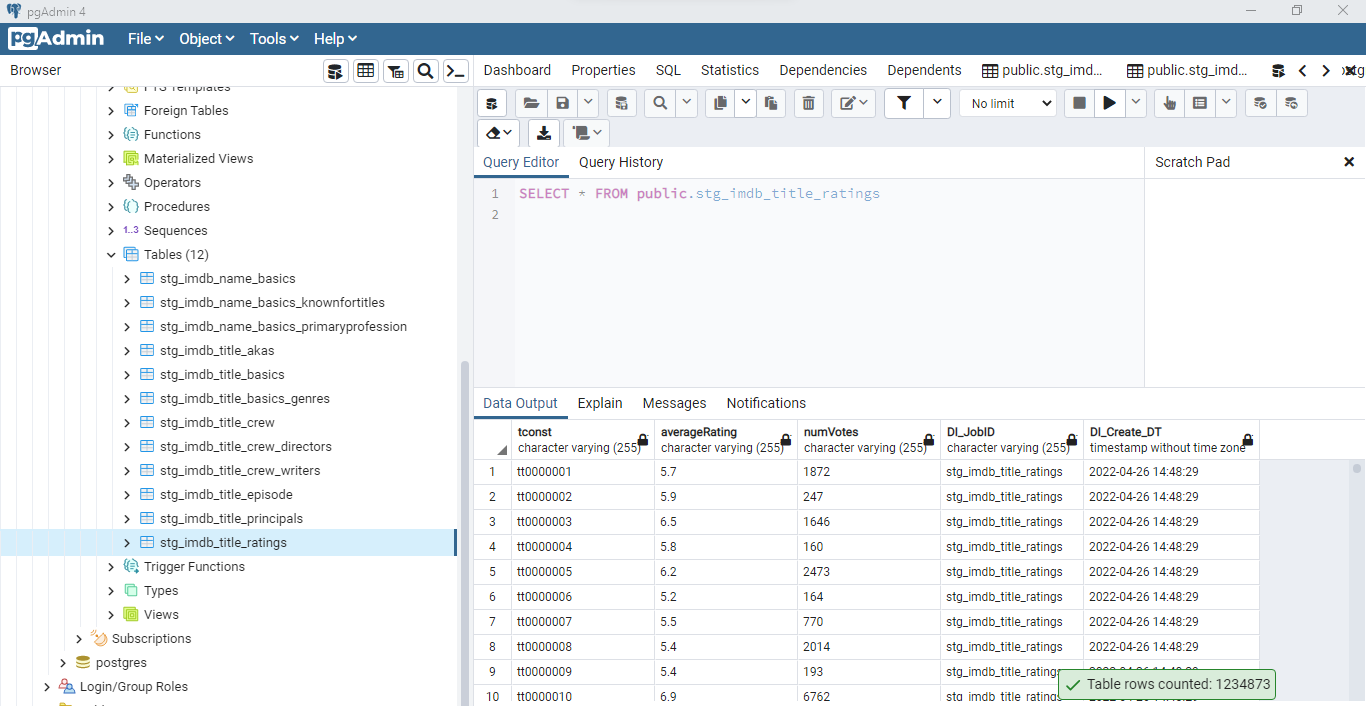 pgAdmin 4
pgAdmin File Object Tools Help
Browser
Dashboard Properties SQL Statistics Dependencies Dependents public.stg_imd... public.stg_imd...
FTS Templates
Foreign Tables
Functions
Materialized Views
Operators
Procedures
1..3 Sequences
Tables (12)
stg_imdb_name_basics
stg_imdb_name_basics_knownfortitles
stg_imdb_name_basics_primaryprofession
stg_imdb_title_akas
stg_imdb_title_basics
stg_imdb_title_basics_genres
stg_imdb_title_crew
stg_imdb_title_crew_directors
stg_imdb_title_crew_writers
stg_imdb_title_episode
stg_imdb_title_principals
stg_imdb_title_ratings
Trigger Functions
Types
Views
Subscriptions
postgres
Login/Group Roles
No limit
Query Editor Query History
Scratch Pad
1 SELECT * FROM public.stg_imdb_title_ratings
2
Data Output Explain Messages Notifications
tconst averageRating numVotes DI_JobID DI_Create_DT
character varying (255) character varying (255) character varying (255) character varying (255) timestamp without time zone
1 tt0000001 5.7 1872 stg_imdb_title_ratings 2022-04-26 14:48:29
2 tt0000002 5.9 247 stg_imdb_title_ratings 2022-04-26 14:48:29
3 tt0000003 6.5 1646 stg_imdb_title_ratings 2022-04-26 14:48:29
4 tt0000004 5.8 160 stg_imdb_title_ratings 2022-04-26 14:48:29
5 tt0000005 6.2 2473 stg_imdb_title_ratings 2022-04-26 14:48:29
6 tt0000006 5.2 164 stg_imdb_title_ratings 2022-04-26 14:48:29
7 tt0000007 5.5 770 stg_imdb_title_ratings 2022-04-26 14:48:29
8 tt0000008 5.4 2014 stg_imdb_title_ratings 2022-04-26 14:48:29
9 tt0000009 5.4 193 stg_imdb_title_ratings
10 tt0000010 6.9 6762 stg_imdb_title_ratings
Table rows counted: 1234873